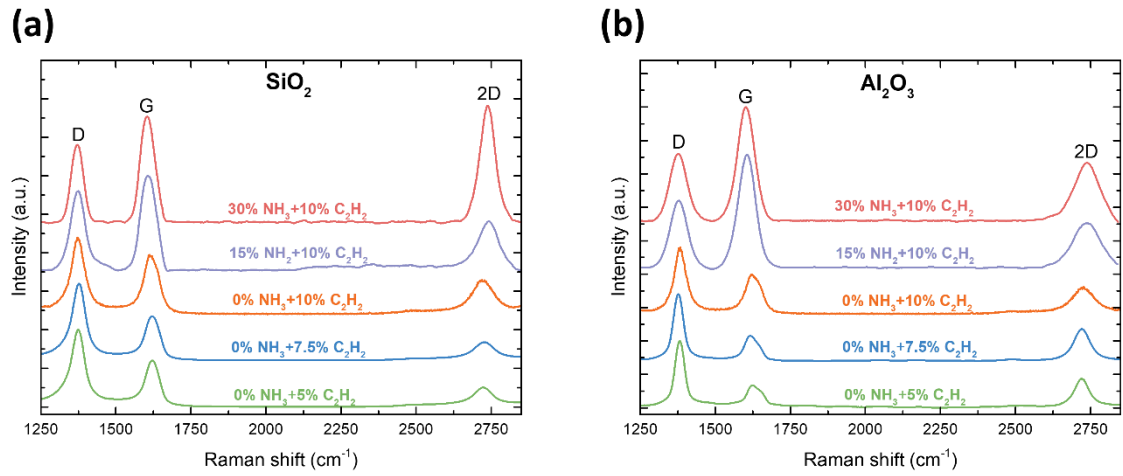 (a)
SiO₂
D
G
2D
30% NH₃+10% C₂H₂
15% NH₂+10% C₂H₂
0% NH₃+10% C₂H₂
0% NH₃+7.5% C₂H₂
0% NH₃+5% C₂H₂
Intensity (a.u.)
1250 1500 1750 2000 2250 2500 2750
Raman shift (cm⁻¹)
(b)
Al₂O₃
D
G
2D
30% NH₃+10% C₂H₂
15% NH₂+10% C₂H₂
0% NH₃+10% C₂H₂
0% NH₃+7.5% C₂H₂
0% NH₃+5% C₂H₂
Intensity (a.u.)
1250 1500 1750 2000 2250 2500 2750
Raman shift (cm⁻¹)